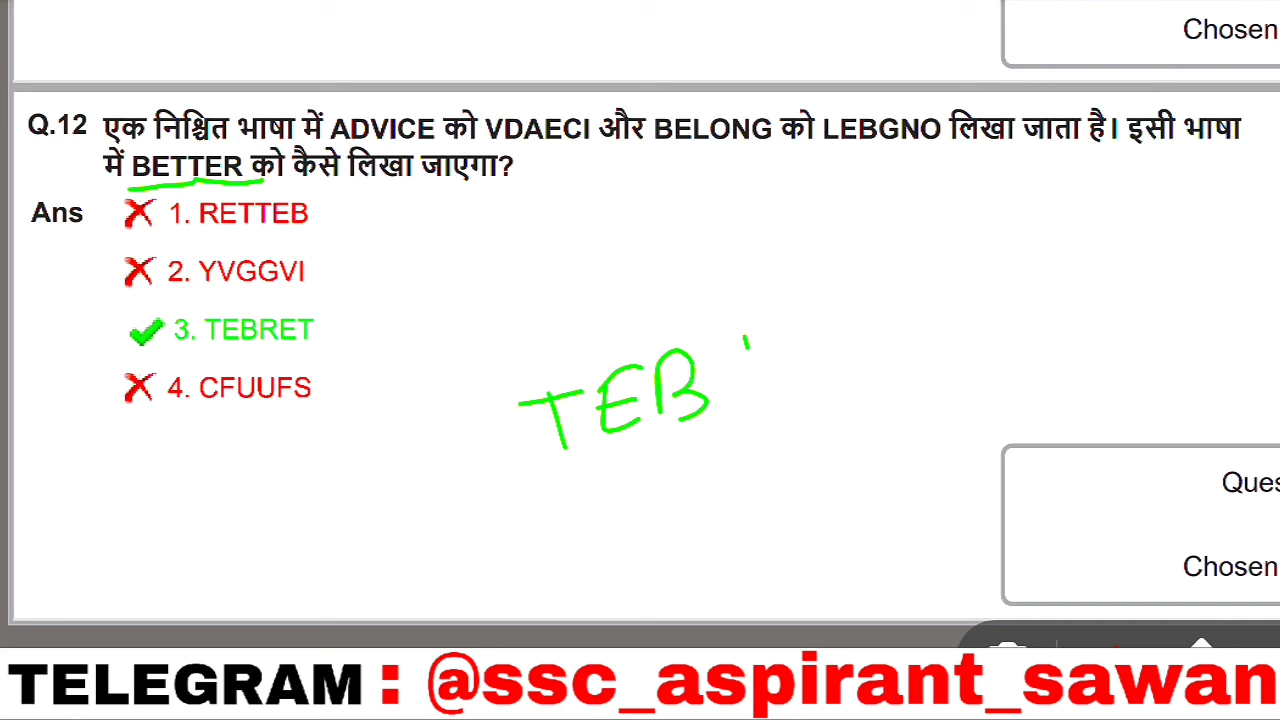 Chosen
Q.12 एक निश्चित भाषा में ADVICE को VDAECI और BELONG को LEBGNO लिखा जाता है। इसी भाषा
में BETTER को कैसे लिखा जाएगा?
Ans 1. RETTEB
2. YVGGVI
3. TEBRET
4. CFUUFS
TEB
Ques
Chosen
TELEGRAM : @ssc_aspirant_sawan